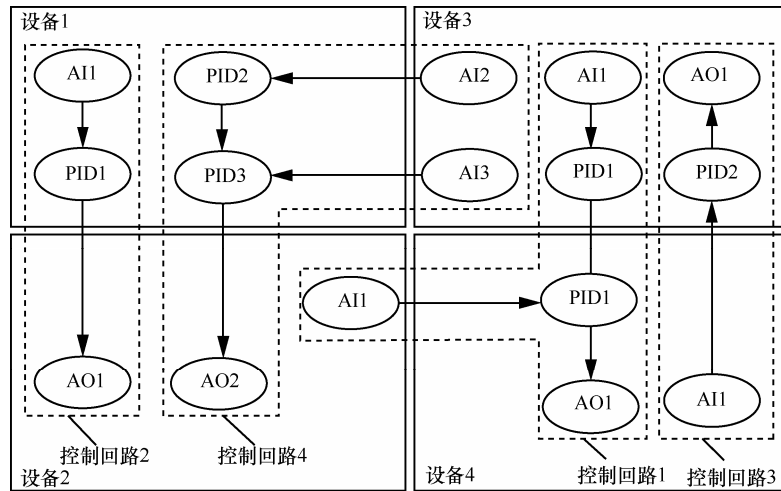 设备1
AI1
PID2
PID1
PID3
设备3
AI2
AI1
AO1
AI3
PID1
PID2
AI1
PID1
AO1
AO2
AO1
AI1
控制回路2
控制回路4
控制回路1
控制回路3
设备2
设备4